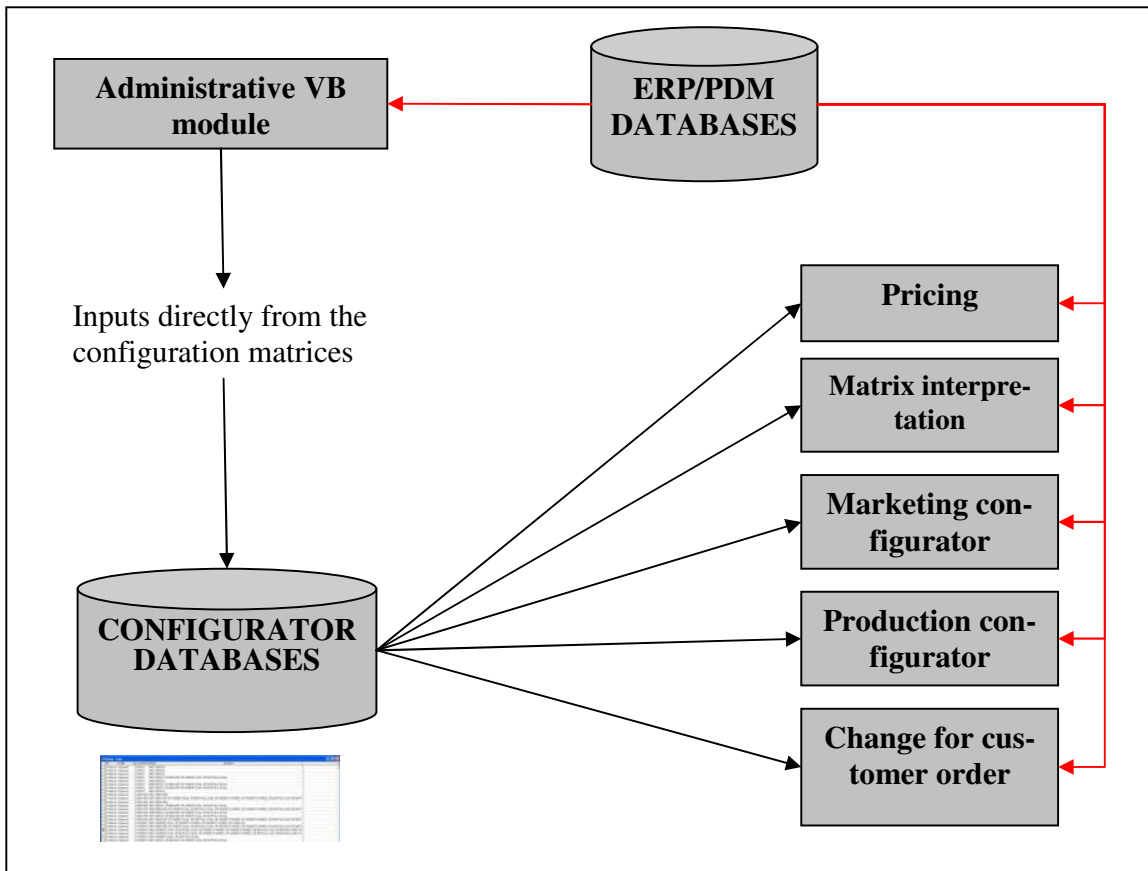 Administrative VB
module
ERP/PDM
DATABASES
Inputs directly from the
configuration matrices
Pricing
Matrix interpre-
tation
Marketing con-
figurator
CONFIGURATOR
DATABASES
Production con-
figurator
Change for cus-
tomer order